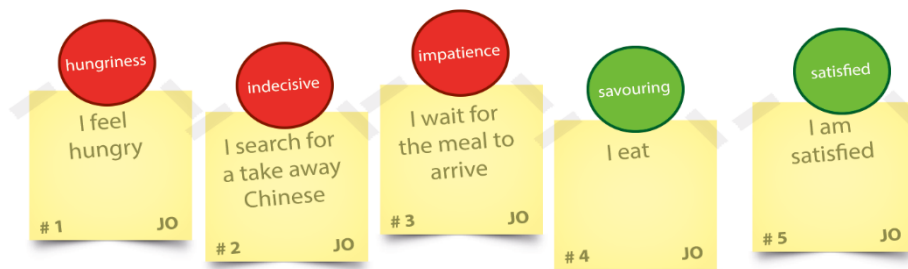 hungriness
I feel
hungry
# 1 JO
indecisive
I search for
a take away
Chinese
# 2 JO
impatience
I wait for
the meal to
arrive
# 3 JO
savouring
I eat
# 4 JO
satisfied
I am
satisfied
# 5 JO